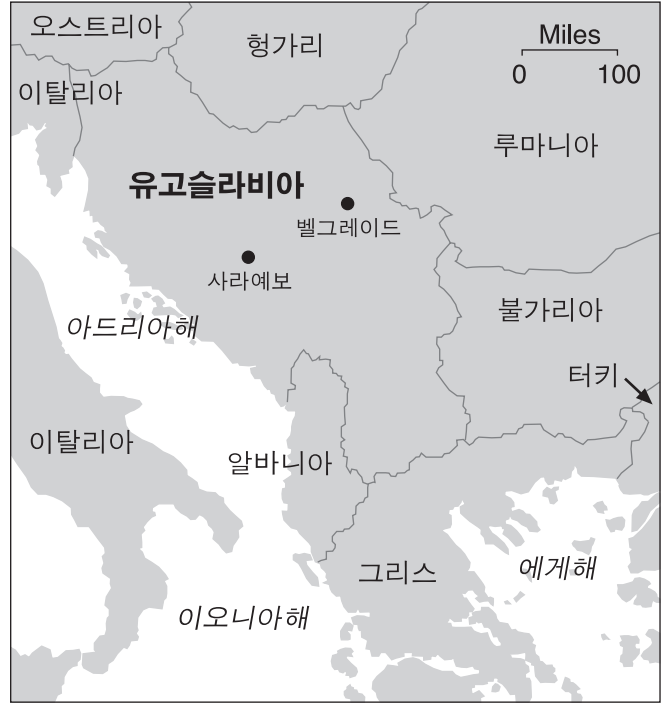 오스트리아
헝가리
Miles
0 100
이탈리아
루마니아
유고슬라비아
벨그레이드
사라예보
불가리아
아드리아해
터키
이탈리아
알바니아
그리스
에게해
이오니아해